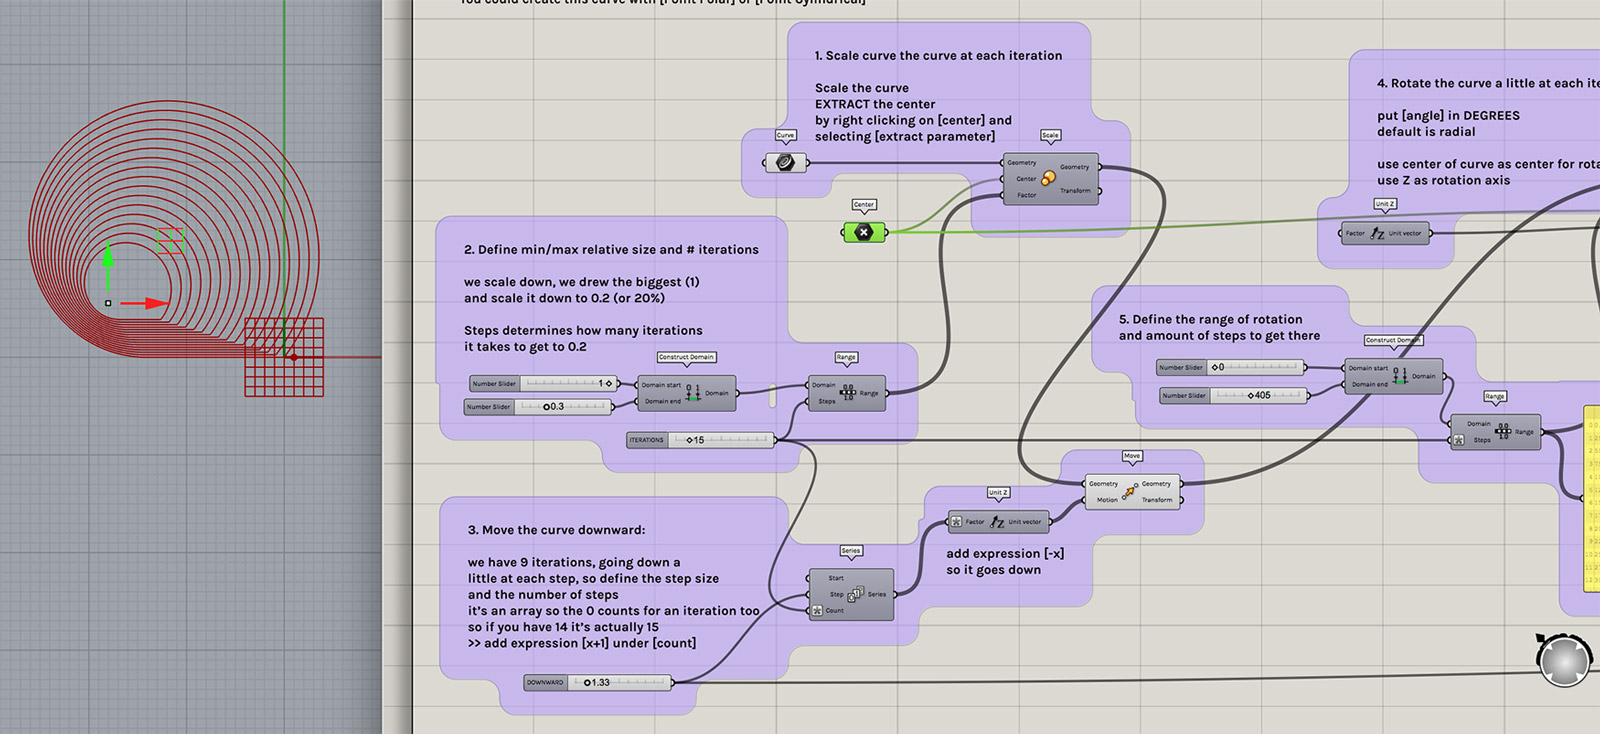 You could create this curve with [Point Polar] or [Point Cylindrical]
1. Scale curve the curve at each iteration
Scale the curve
EXTRACT the center
by right clicking on [center] and
selecting [extract parameter]
Curve
Scale
Geometry
Center
Factor
Geometry
Transform
Center
2. Define min/max relative size and # iterations
we scale down, we drew the biggest (1)
and scale it down to 0.2 (or 20%)
Steps determines how many iterations
it takes to get to 0.2
Construct Domain
Range
Number Slider 1
Number Slider 0.3
Domain start
Domain end
Domain
Domain
Steps
Range
ITERATIONS 15
3. Move the curve downward:
we have 9 iterations, going down a
little at each step, so define the step size
and the number of steps
it's an array so the 0 counts for an iteration too
so if you have 14 it's actually 15
>> add expression [x+1] under [count]
Series
Start
Step
Count
Series
DOWNWARD 1.33
Unit Z
Factor
Unit vector
add expression [-x]
so it goes down
Move
Geometry
Motion
Geometry
Transform
4. Rotate the curve a little at each ite
put [angle] in DEGREES
default is radial
use center of curve as center for rota
use Z as rotation axis
Unit Z
Factor
Unit vector
5. Define the range of rotation
and amount of steps to get there
Construct Domain
Number Slider 0
Number Slider 405
Domain start
Domain end
Domain
Range
Domain
Steps
Range